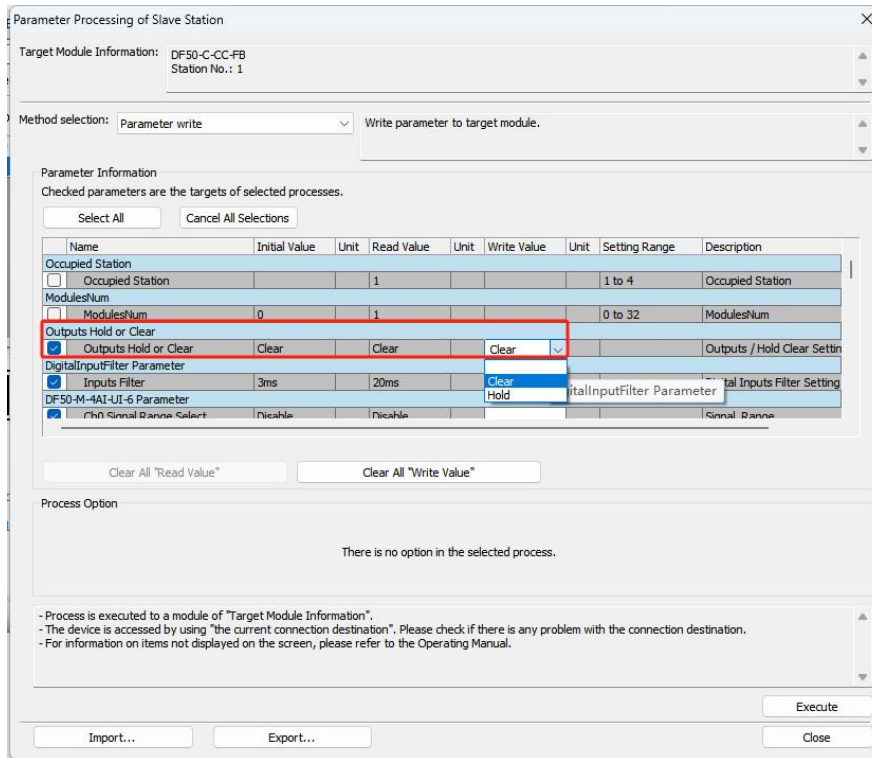 Parameter Processing of Slave Station
Target Module Information: DF50-C-CC-FB
Station No.: 1
Method selection: Parameter write Write parameter to target module.
Parameter Information
Checked parameters are the targets of selected processes.
Select All Cancel All Selections
Name Initial Value Unit Read Value Unit Write Value Unit Setting Range Description
Occupied Station
Occupied Station 1 1 to 4 Occupied Station
ModulesNum
ModulesNum 0 1 0 to 32 ModulesNum
Outputs Hold or Clear
Outputs Hold or Clear Clear Clear Clear Outputs / Hold Clear Settin
DigitalInputFilter Parameter
Inputs Filter 3ms 20ms Clear Inputs Filter Setting
Hold italInputFilter Parameter
DF50-M-4AI-UI-6 Parameter
Ch0 Signal Range Select Disable Disable Signal Range
Clear All "Read Value" Clear All "Write Value"
Process Option
There is no option in the selected process.
- Process is executed to a module of "Target Module Information".
- The device is accessed by using "the current connection destination". Please check if there is any problem with the connection destination.
- For information on items not displayed on the screen, please refer to the Operating Manual.
Execute
Import... Export... Close